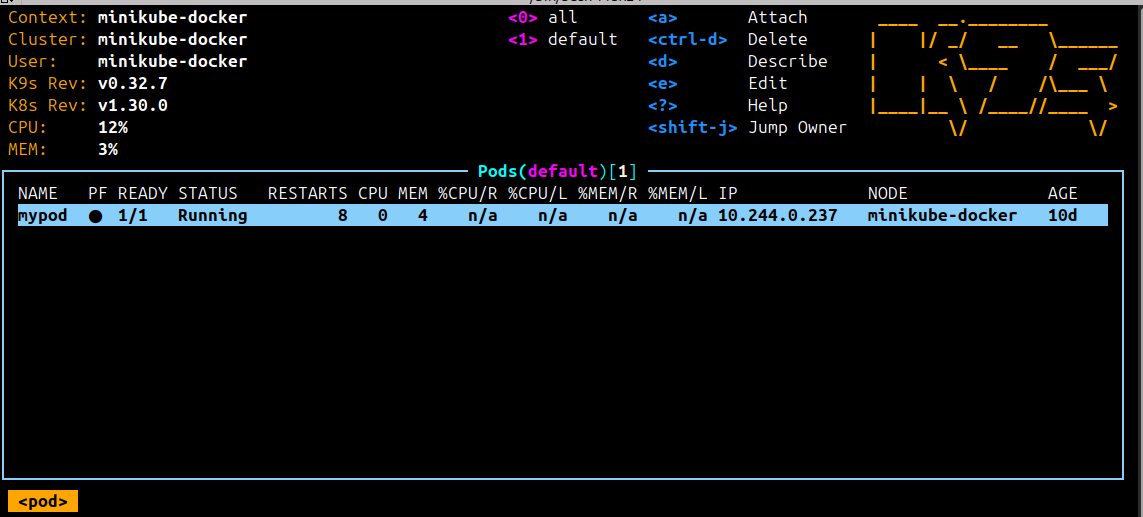 Context: minikube-docker <0> all <a> Attach
Cluster: minikube-docker <1> default <ctrl-d> Delete
User: minikube-docker <d> Describe
K9s Rev: v0.32.7 <e> Edit
K8s Rev: v1.30.0 <?> Help
CPU: 12% <shift-j> Jump Owner
MEM: 3%
Pods(default)[1]
NAME PF READY STATUS RESTARTS CPU MEM %CPU/R %CPU/L %MEM/R %MEM/L IP NODE AGE
mypod ● 1/1 Running 8 0 4 n/a n/a n/a n/a 10.244.0.237 minikube-docker 10d
<pod>